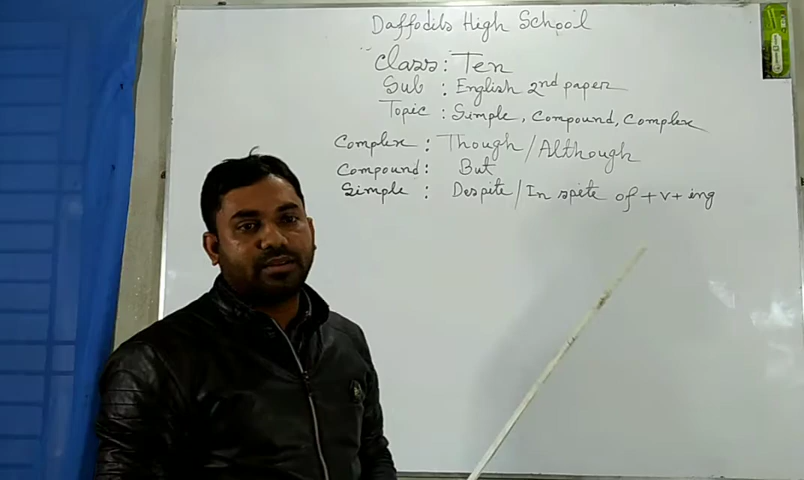 Daffodils High School
Class: Ten
Sub : English 2nd paper
Topic : Simple, Compound, Complex
Complex : Though/Although
Compound : But
Simple : Despite/In spite of +v+ ing